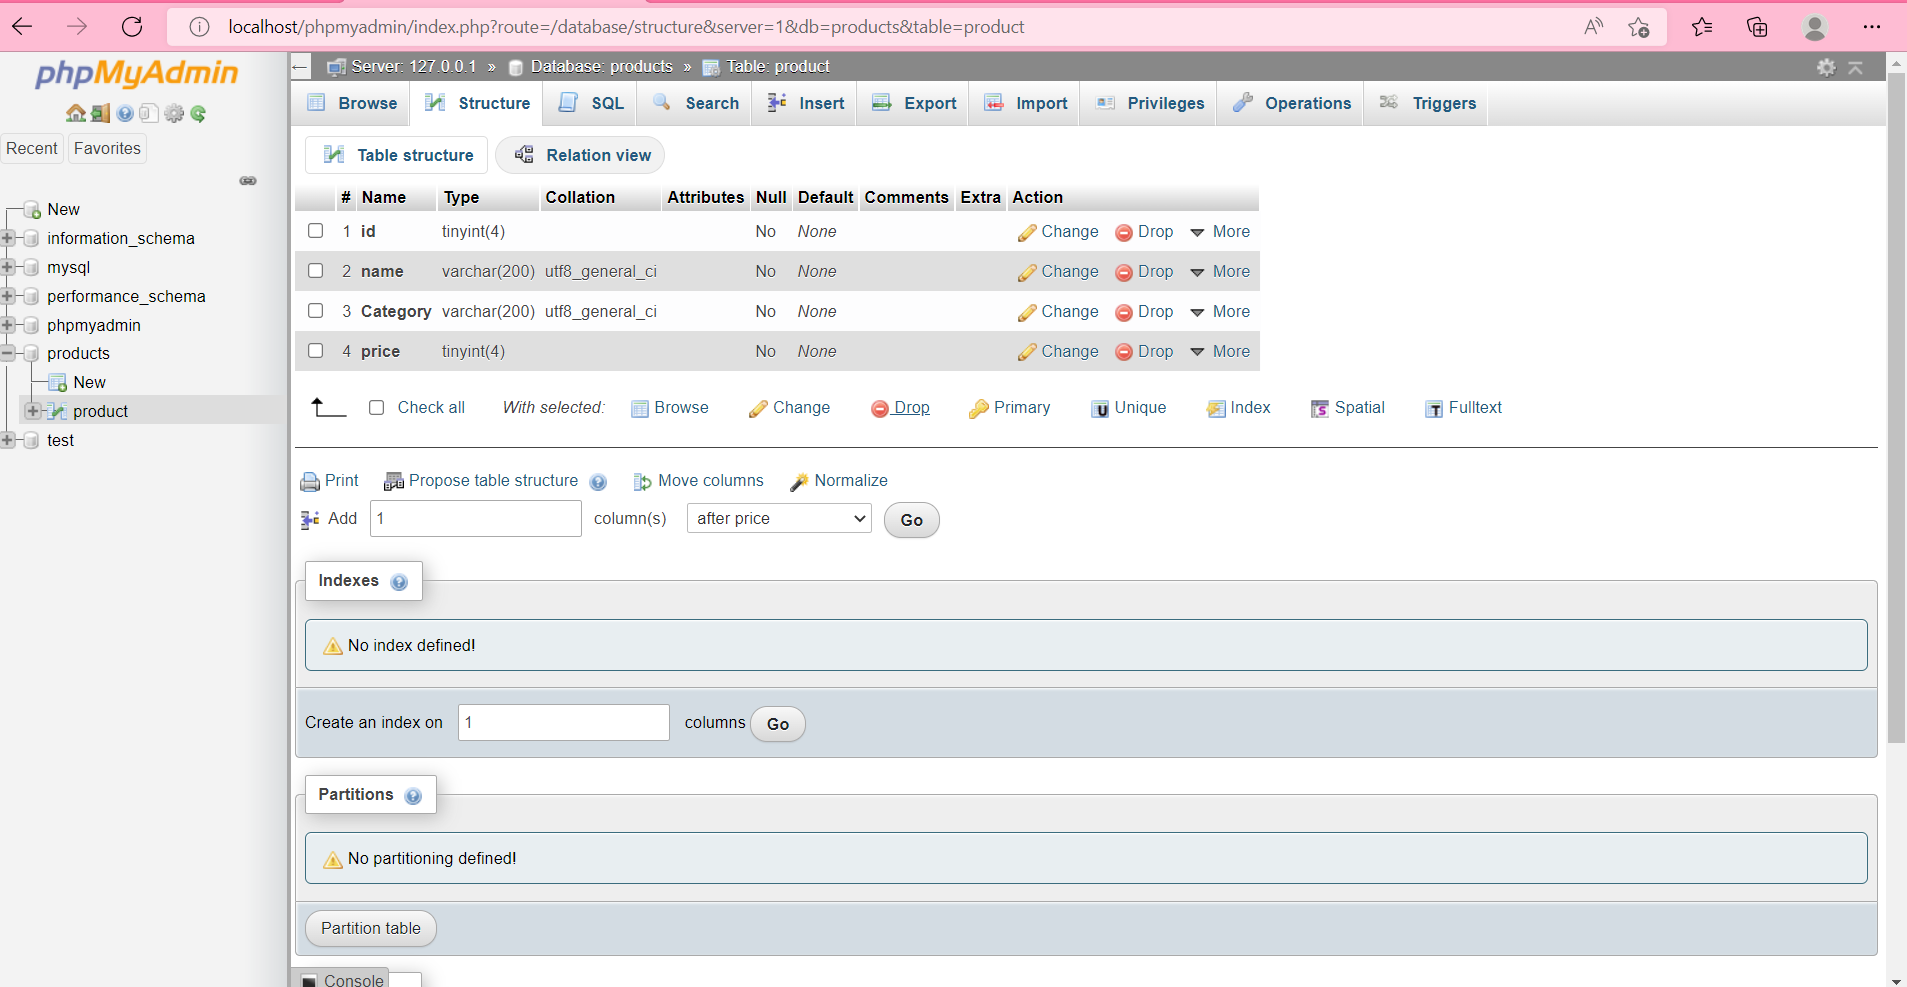 localhost/phpmyadmin/index.php?route=/database/structure&server=1&db=products&table=product
phpMyAdmin
Recent Favorites
New
information_schema
mysql
performance_schema
phpmyadmin
products
New
product
test
Server: 127.0.0.1 » Database: products » Table: product
Browse Structure SQL Search Insert Export Import Privileges Operations Triggers
Table structure Relation view
# Name Type Collation Attributes Null Default Comments Extra Action
1 id tinyint(4) No None Change Drop More
2 name varchar(200) utf8_general_ci No None Change Drop More
3 Category varchar(200) utf8_general_ci No None Change Drop More
4 price tinyint(4) No None Change Drop More
Check all With selected: Browse Change Drop Primary Unique Index Spatial Fulltext
Print Propose table structure Move columns Normalize
Add 1 column(s) after price Go
Indexes
No index defined!
Create an index on 1 columns Go
Partitions
No partitioning defined!
Partition table
Console